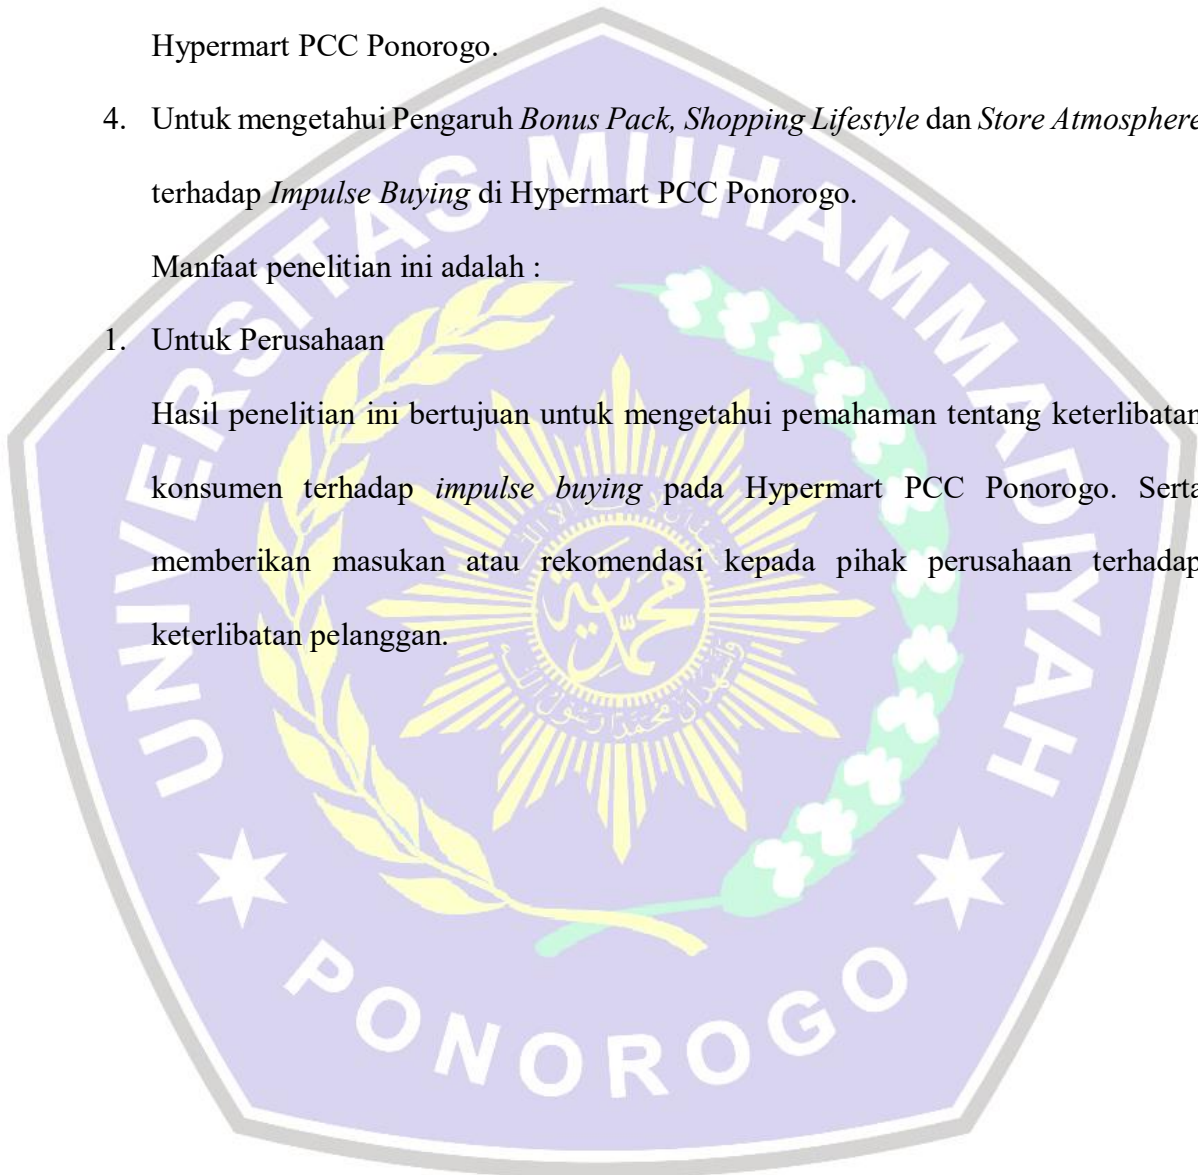 Hypermart PCC Ponorogo.
4. Untuk mengetahui Pengaruh Bonus Pack, Shopping Lifestyle dan Store Atmosphere
terhadap Impulse Buying di Hypermart PCC Ponorogo.
Manfaat penelitian ini adalah :
1. Untuk Perusahaan
Hasil penelitian ini bertujuan untuk mengetahui pemahaman tentang keterlibatan
konsumen terhadap impulse buying pada Hypermart PCC Ponorogo. Serta
memberikan masukan atau rekomendasi kepada pihak perusahaan terhadap
keterlibatan pelanggan.
UNIVERSITAS MUHAMMADIYAH
PONOROGO
محمدية